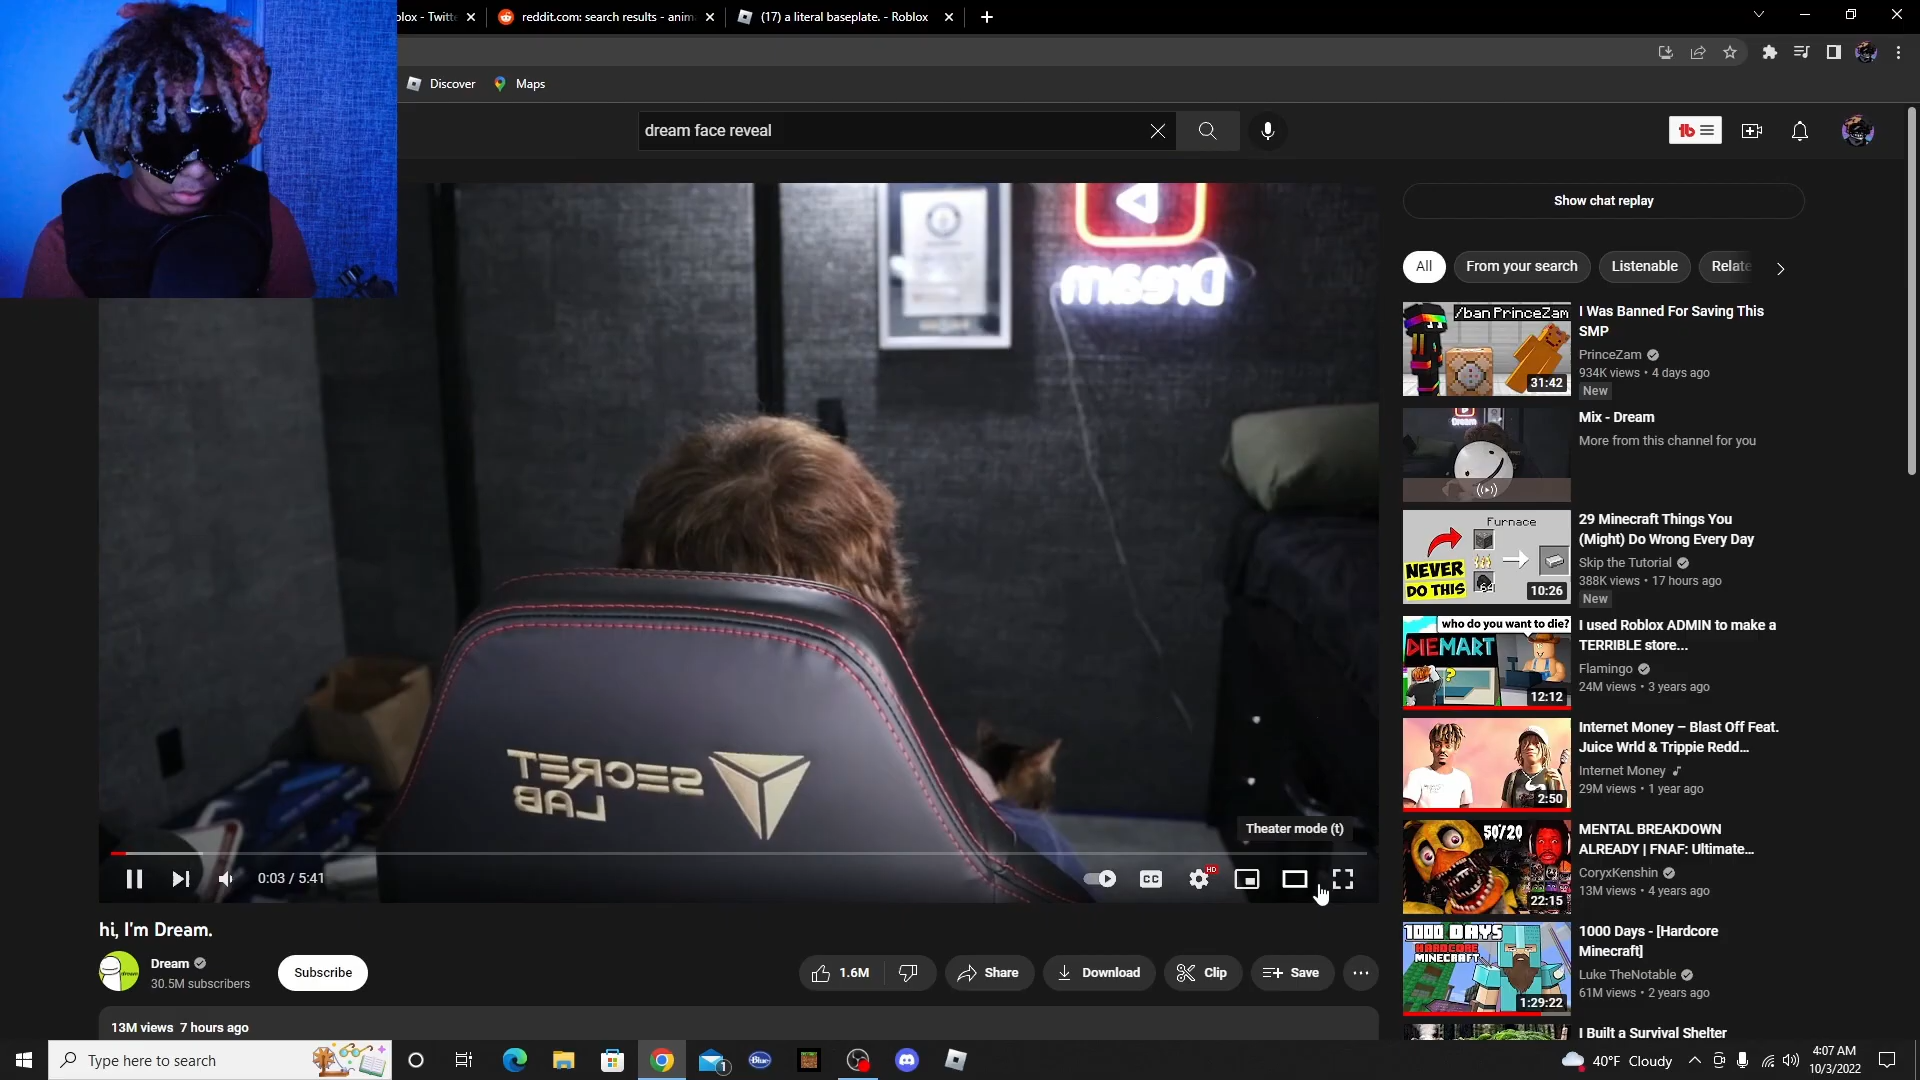 olox - Twitte
reddit.com: search results - anim
(17) a literal baseplate. - Roblox
Discover
Maps
dream face reveal
Show chat replay
All
From your search
Listenable
Relate
Dream
SECRET
LAB
Theater mode (t)
0:03 / 5:41
CC
HD
hi, I'm Dream.
Dream
30.5M subscribers
Subscribe
1.6M
Share
Download
Clip
Save
13M views 7 hours ago
/ban PrinceZam
31:42
I Was Banned For Saving This
SMP
PrinceZam
934K views • 4 days ago
New
Dream
Mix - Dream
More from this channel for you
Furnace
NEVER
DO THIS
64
10:26
29 Minecraft Things You
(Might) Do Wrong Every Day
Skip the Tutorial
388K views • 17 hours ago
New
who do you want to die?
DIEMART
?
12:12
I used Roblox ADMIN to make a
TERRIBLE store...
Flamingo
24M views • 3 years ago
2:50
Internet Money – Blast Off Feat.
Juice Wrld & Trippie Redd...
Internet Money
29M views • 1 year ago
50/20
22:15
MENTAL BREAKDOWN
ALREADY | FNAF: Ultimate...
CoryxKenshin
13M views • 4 years ago
1000 DAYS
HARDCORE
MINECRAFT
1:29:22
1000 Days - [Hardcore
Minecraft]
Luke TheNotable
61M views • 2 years ago
I Built a Survival Shelter
Type here to search
1
Blue
40°F Cloudy
4:07 AM
10/3/2022